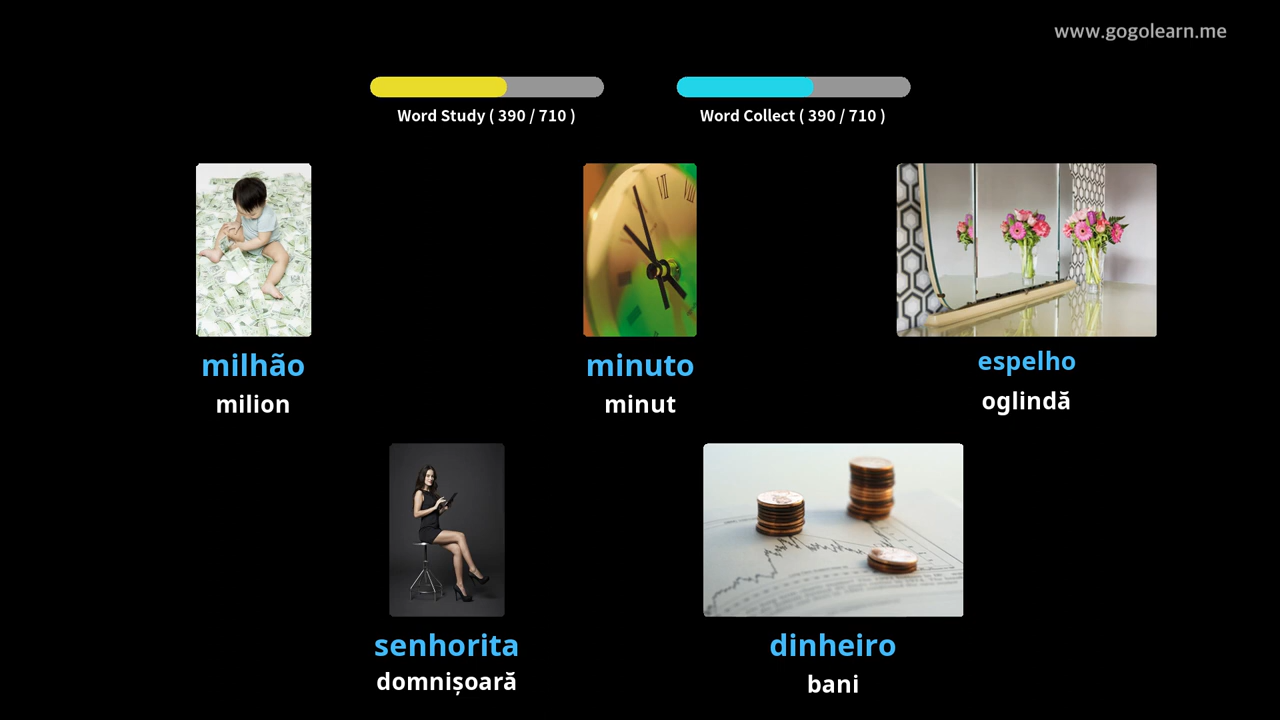 www.gogolearn.me
Word Study ( 390 / 710 )
Word Collect ( 390 / 710 )
milhão
milion
minuto
minut
espelho
oglindă
senhorita
domnișoară
dinheiro
bani